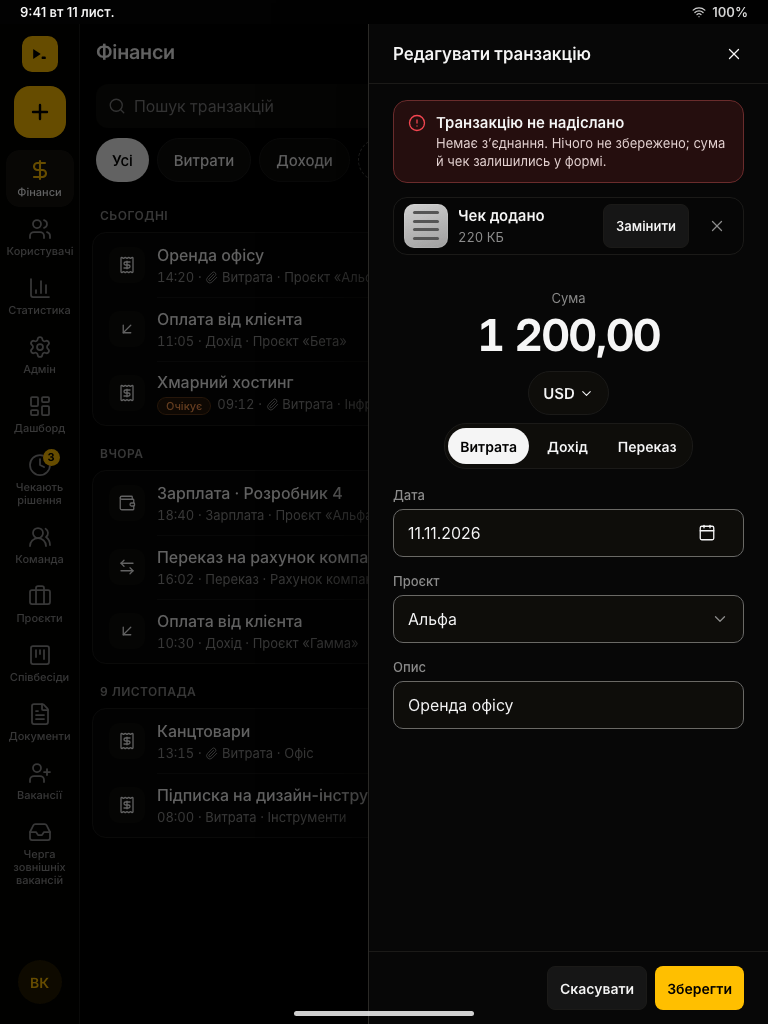 9:41 вт 11 лист.
100%
Фінанси
Користувачі
Статистика
Адмін
Дашборд
3
Чекають
рішення
Команда
Проєкти
Співбесіди
Документи
Вакансії
Черга
зовнішніх
вакансій
ВК
Фінанси
Пошук транзакцій
Усі
Витрати
Доходи
СЬОГОДНІ
Оренда офісу
14:20 · Витрата · Проєкт «Аль
Оплата від клієнта
11:05 · Дохід · Проєкт «Бета»
Хмарний хостинг
Очікує 09:12 · Витрата · Інфр
ВЧОРА
Зарплата · Розробник 4
18:40 · Зарплата · Проєкт «Альфа
Переказ на рахунок компа
16:02 · Переказ · Рахунок компан
Оплата від клієнта
10:30 · Дохід · Проєкт «Гамма»
9 ЛИСТОПАДА
Канцтовари
13:15 · Витрата · Офіс
Підписка на дизайн-інстру
08:00 · Витрата · Інструменти
Редагувати транзакцію
Транзакцію не надіслано
Немає з’єднання. Нічого не збережено; сума
й чек залишились у формі.
Чек додано
220 КБ
Замінити
Сума
1 200,00
USD
Витрата
Дохід
Переказ
Дата
11.11.2026
Проєкт
Альфа
Опис
Оренда офісу
Скасувати
Зберегти